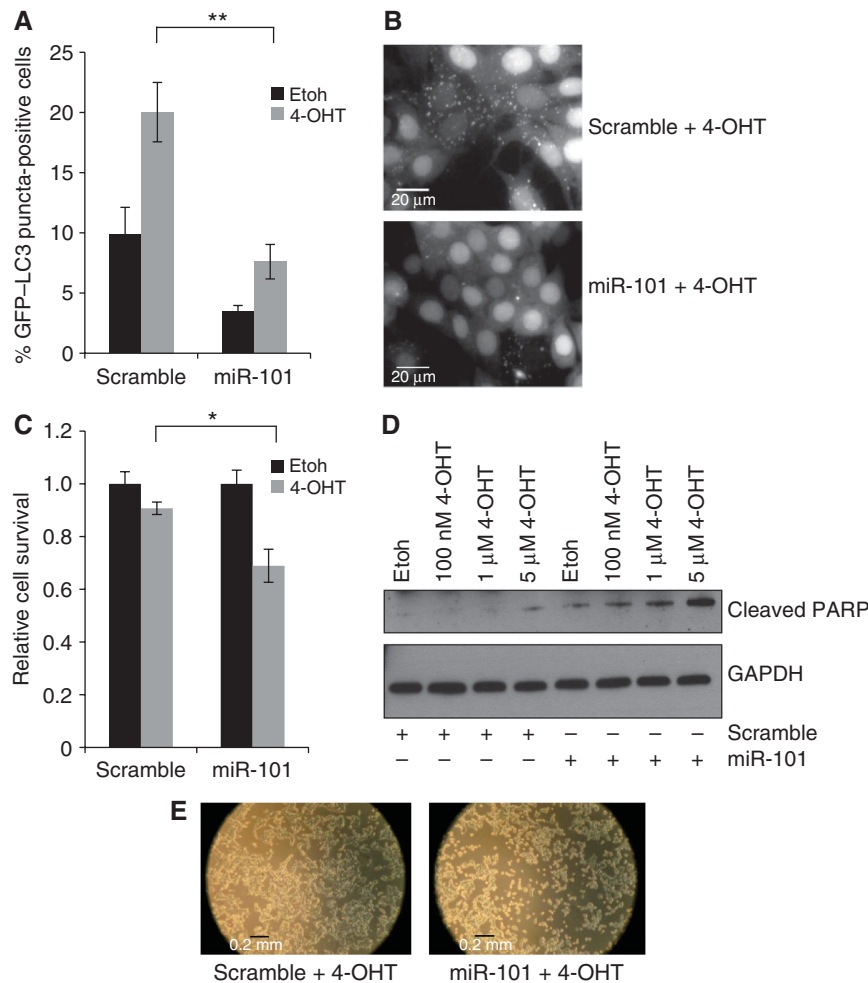 A
**
25
20
15
10
5
0
% GFP–LC3 puncta-positive cells
Etoh
4-OHT
Scramble
miR-101
B
20 μm
Scramble + 4-OHT
20 μm
miR-101 + 4-OHT
C
*
1.2
1.0
0.8
0.6
0.4
0.2
0
Relative cell survival
Etoh
4-OHT
Scramble
miR-101
D
Etoh
100 nM 4-OHT
1 μM 4-OHT
5 μM 4-OHT
Etoh
100 nM 4-OHT
1 μM 4-OHT
5 μM 4-OHT
Cleaved PARP
GAPDH
+ + + + – – – – Scramble
– – – – + + + + miR-101
E
0.2 mm
Scramble + 4-OHT
0.2 mm
miR-101 + 4-OHT